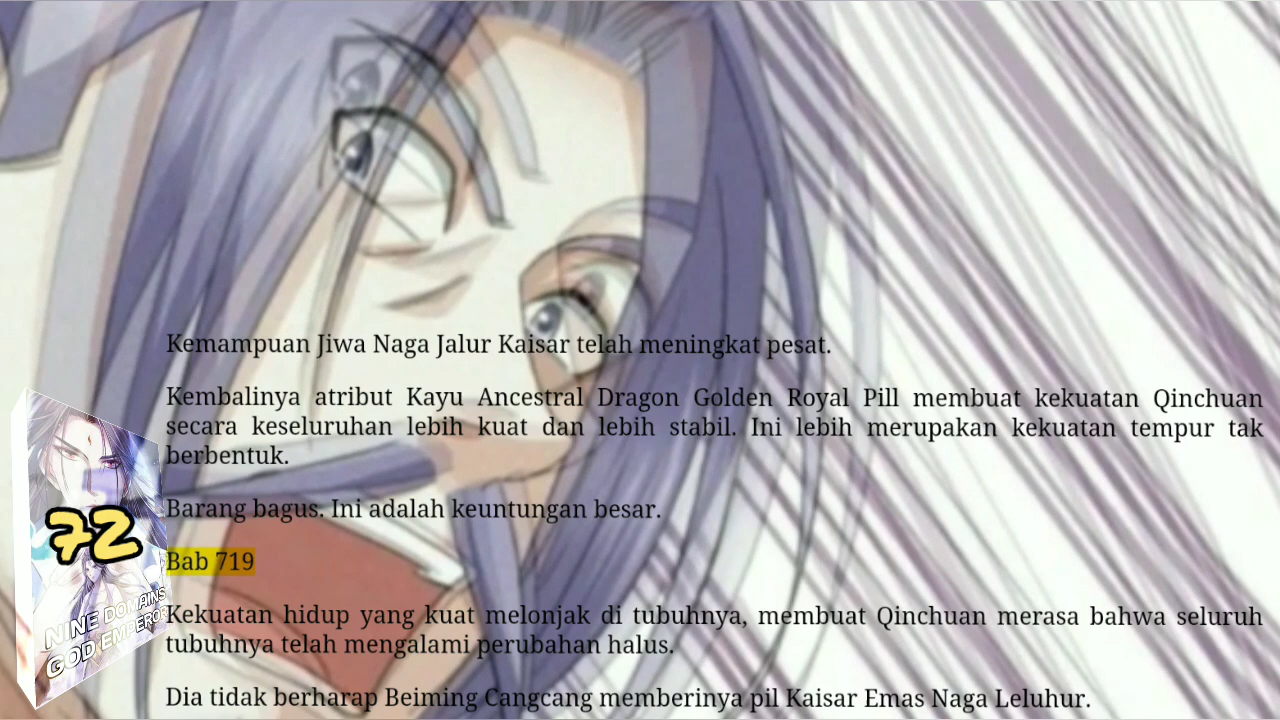 Kemampuan Jiwa Naga Jalur Kaisar telah meningkat pesat.
Kembalinya atribut Kayu Ancestral Dragon Golden Royal Pill membuat kekuatan Qinchuan
secara keseluruhan lebih kuat dan lebih stabil. Ini lebih merupakan kekuatan tempur tak
berbentuk.
Barang bagus. Ini adalah keuntungan besar.
Bab 719
Kekuatan hidup yang kuat melonjak di tubuhnya, membuat Qinchuan merasa bahwa seluruh
tubuhnya telah mengalami perubahan halus.
Dia tidak berharap Beiming Cangcang memberinya pil Kaisar Emas Naga Leluhur.
72
NINE DOMAINS
GOD EMPEROR